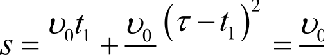 s = υ₀t₁ + υ₀/ (τ − t₁)² = υ₀/